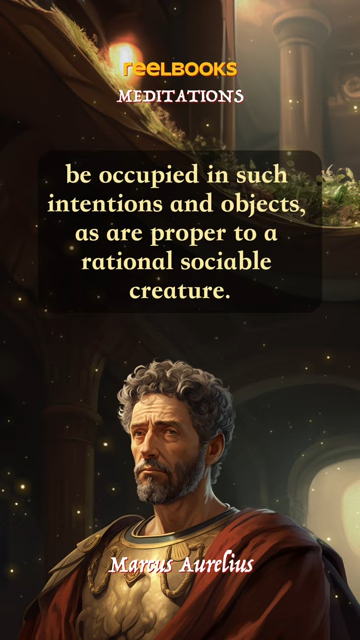 reelbooks
MEDITATIONS
be occupied in such
intentions and objects,
as are proper to a
rational sociable
creature.
Marcus Aurelius